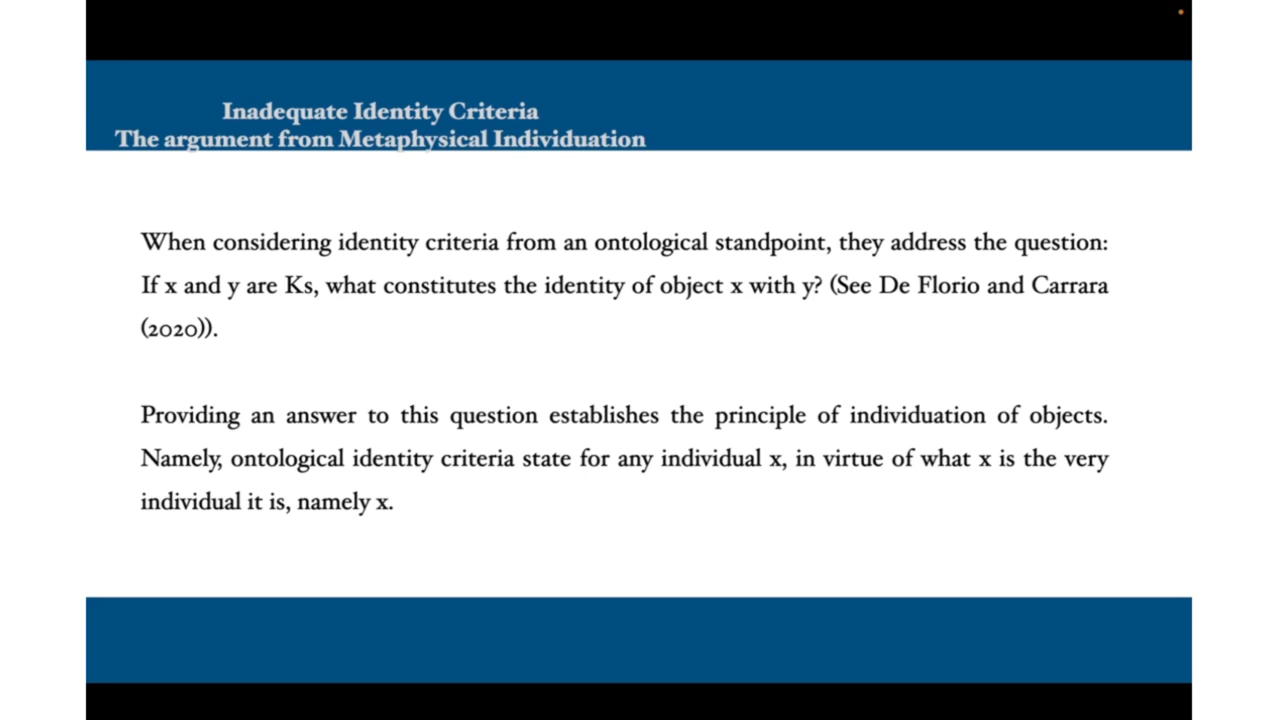 Inadequate Identity Criteria
The argument from Metaphysical Individuation
When considering identity criteria from an ontological standpoint, they address the question:
If x and y are Ks, what constitutes the identity of object x with y? (See De Florio and Carrara
(2020)).
Providing an answer to this question establishes the principle of individuation of objects.
Namely, ontological identity criteria state for any individual x, in virtue of what x is the very
individual it is, namely x.